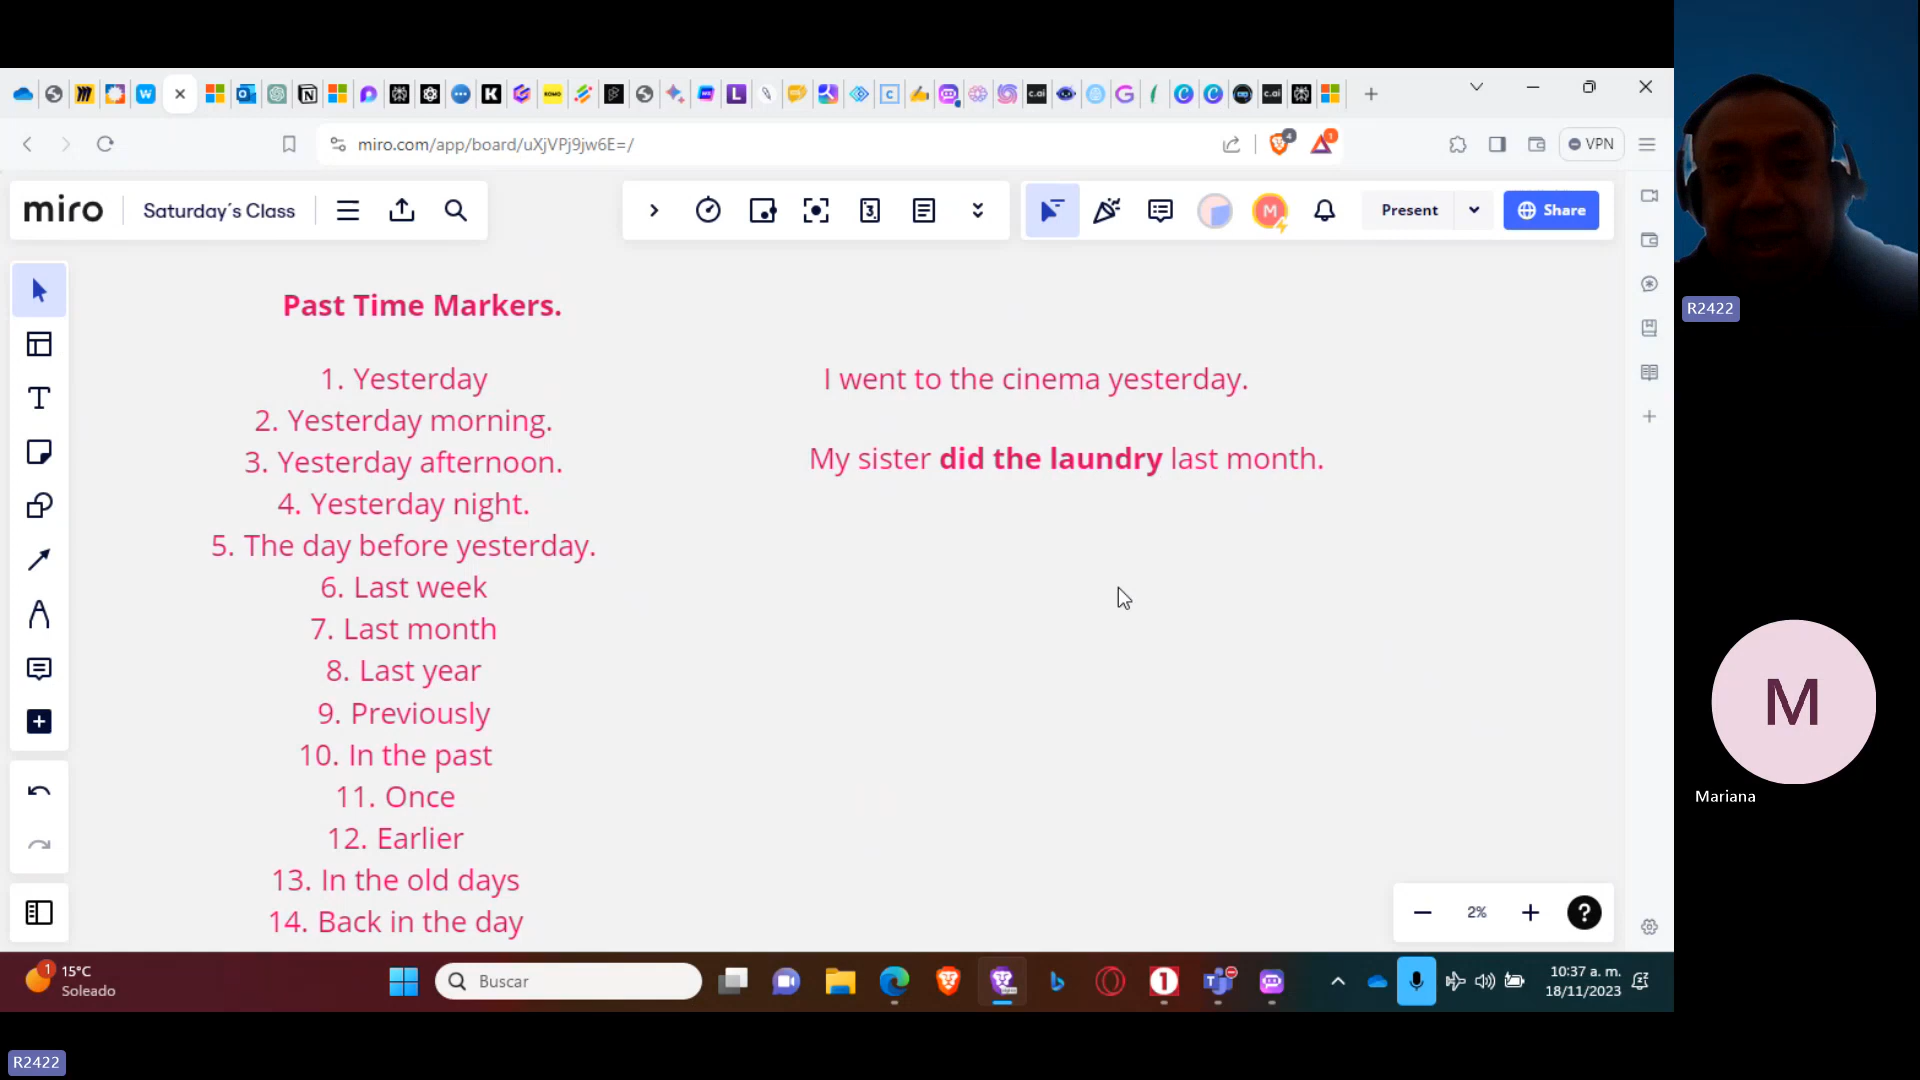 miro.com/app/board/uXjVPj9jw6E=/
VPN
miro
Saturday´s Class
3
M
Present
Share
Past Time Markers.
1. Yesterday
2. Yesterday morning.
3. Yesterday afternoon.
4. Yesterday night.
5. The day before yesterday.
6. Last week
7. Last month
8. Last year
9. Previously
10. In the past
11. Once
12. Earlier
13. In the old days
14. Back in the day
I went to the cinema yesterday.
My sister did the laundry last month.
2%
1
15°C
Soleado
Buscar
10:37 a. m.
18/11/2023
R2422
M
Mariana
R2422